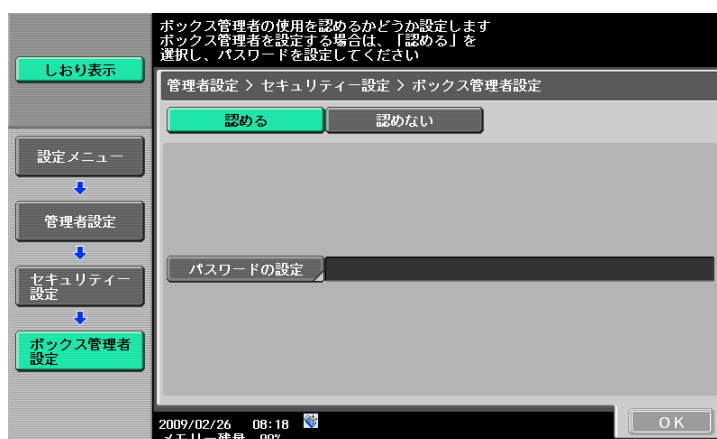 ボックス管理者の使用を認めるかどうか設定します
ボックス管理者を設定する場合は、「認める」を
選択し、パスワードを設定してください
しおり表示
管理者設定 > セキュリティー設定 > ボックス管理者設定
認める 認めない
設定メニュー
管理者設定
パスワードの設定
セキュリティー
設定
ボックス管理者
設定
2009/02/26 08:18
メモリー残量 99%
OK